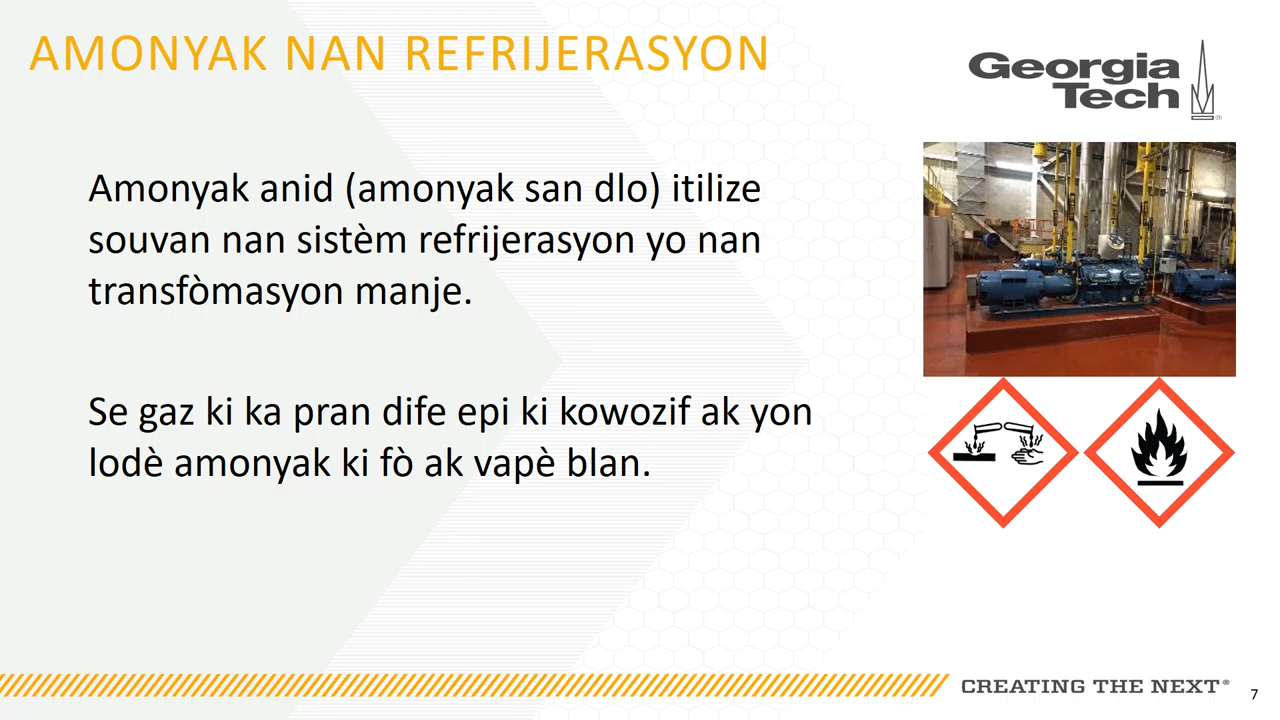 AMONYAK NAN REFRIJERASYON
Georgia
Tech
Amonyak anid (amonyak san dlo) itilize
souvan nan sistèm refrijerasyon yo nan
transfòmasyon manje.
Se gaz ki ka pran dife epi ki kowozif ak yon
lodè amonyak ki fò ak vapè blan.
CREATING THE NEXT®
7